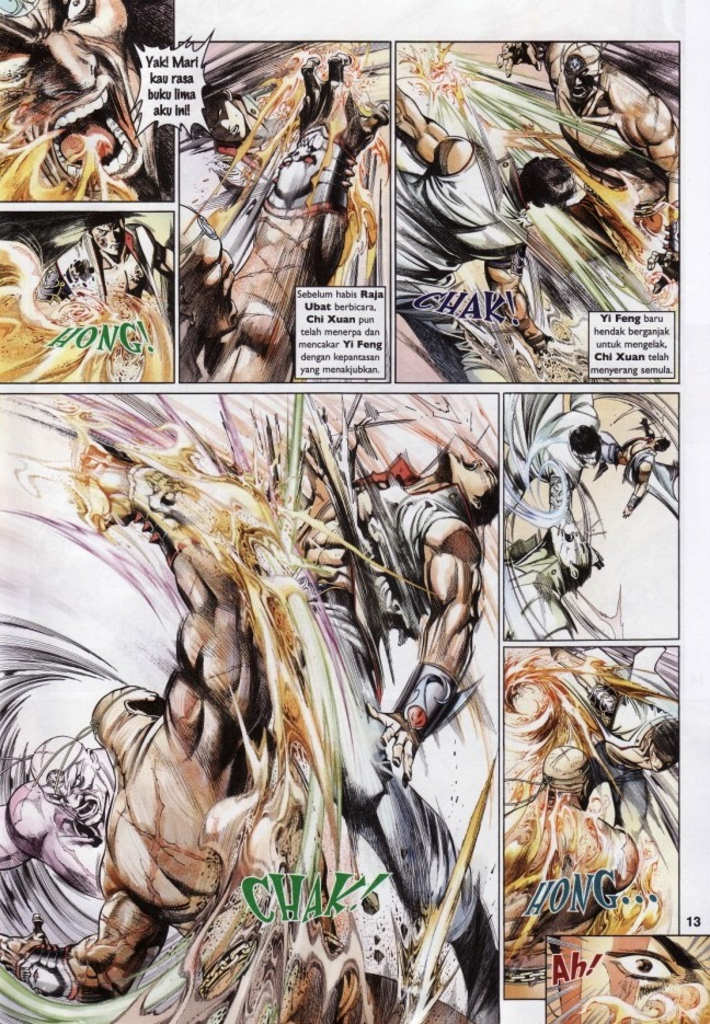 Yak! Mari
kau rasa
buku lima
aku ini!
HONG!
Sebelum habis Raja
Ubat berbicara,
Chi Xuan pun
telah menerpa dan
mencakar Yi Feng
dengan kepantasan
yang menakjubkan.
CHAK!
Yi Feng baru
hendak berganjak
untuk mengelak,
Chi Xuan telah
menyerang semula.
CHAK!
HONG...
13
Ah!